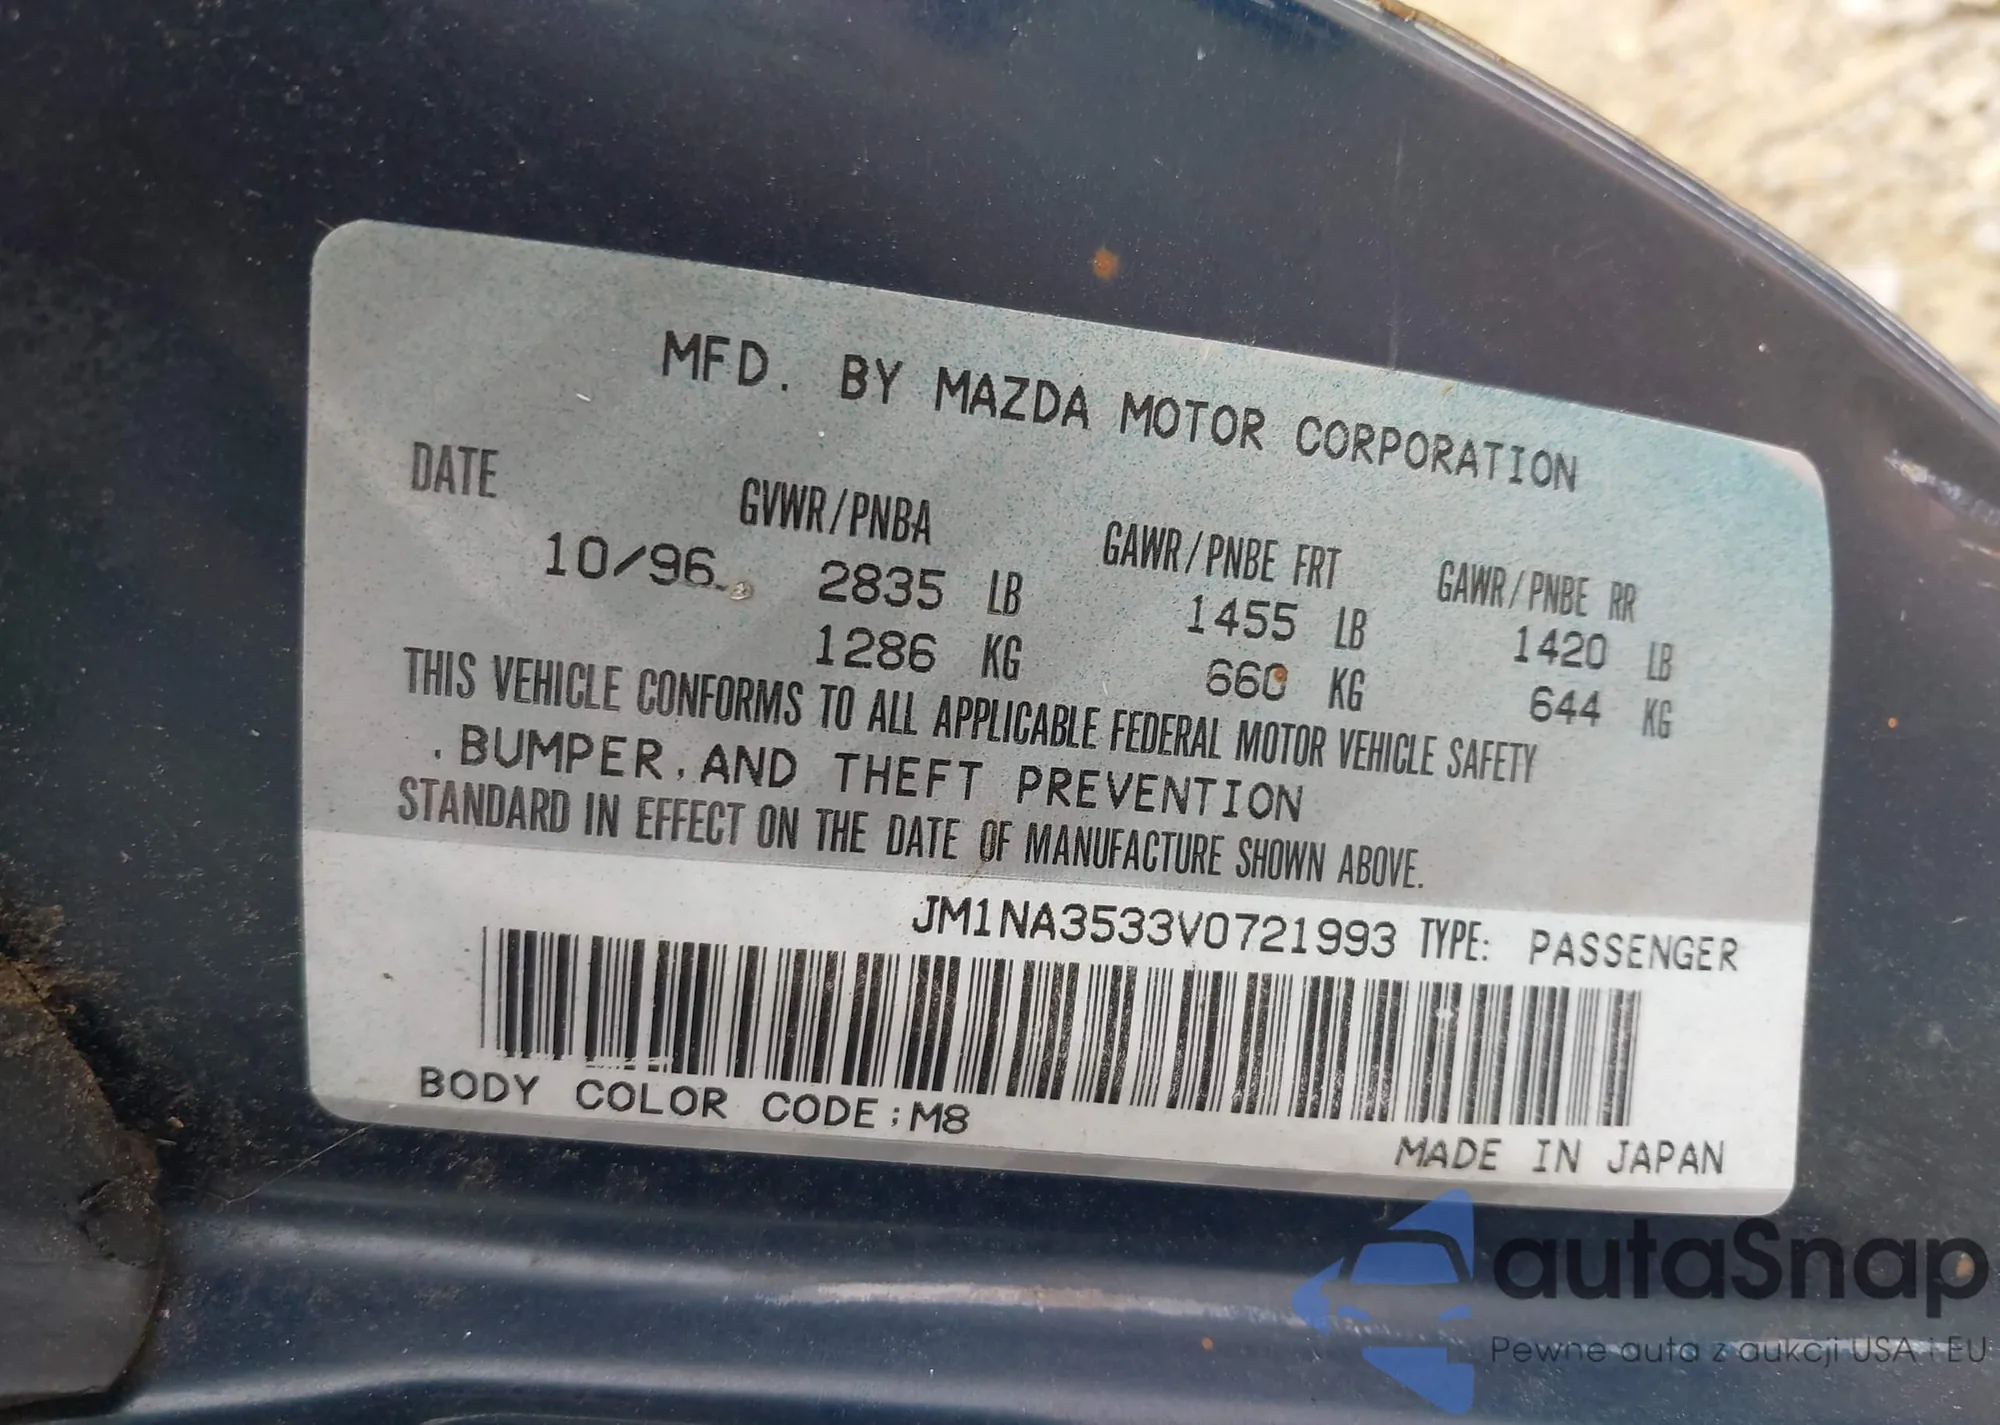 MFD. BY MAZDA MOTOR CORPORATION
DATE GVWR/PNBA GAWR/PNBE FRT GAWR/PNBE RR
10/96 2835 LB 1455 LB 1420 LB
1286 KG 660 KG 644 KG
THIS VEHICLE CONFORMS TO ALL APPLICABLE FEDERAL MOTOR VEHICLE SAFETY
, BUMPER, AND THEFT PREVENTION
STANDARD IN EFFECT ON THE DATE OF MANUFACTURE SHOWN ABOVE.
JM1NA3533V0721993 TYPE: PASSENGER
BODY COLOR CODE:M8
MADE IN JAPAN
autaSnap
Pewne auta z aukcji USA i EU